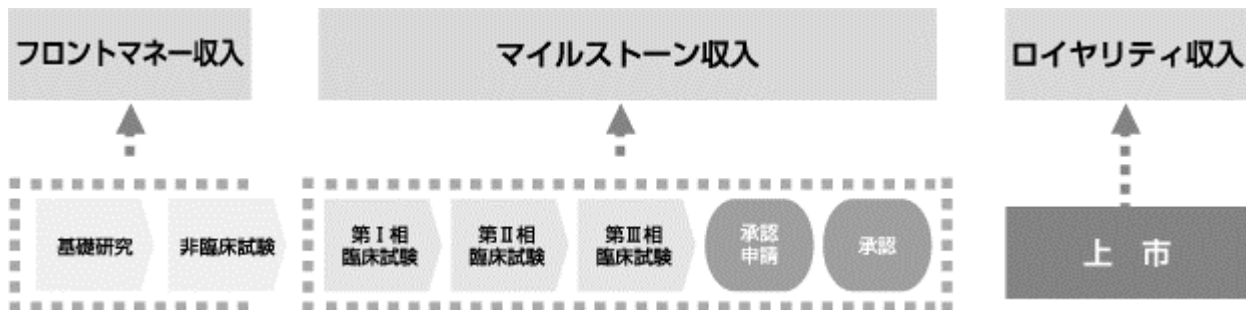 フロントマネー収入
マイルストーン収入
ロイヤリティ収入
基礎研究
非臨床試験
第Ⅰ相
臨床試験
第Ⅱ相
臨床試験
第Ⅲ相
臨床試験
承認
申請
承認
上 市